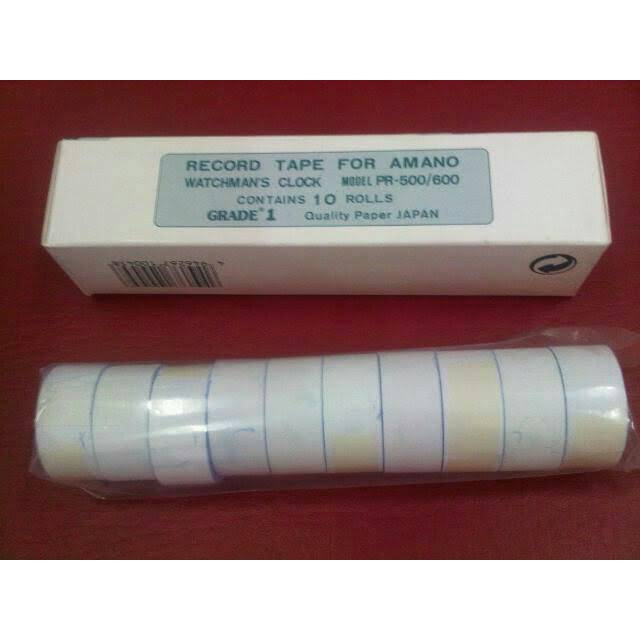 RECORD TAPE FOR AMANO
WATCHMAN'S CLOCK MODEL PR-500/600
CONTAINS 10 ROLLS
GRADE #1 Quality Paper JAPAN